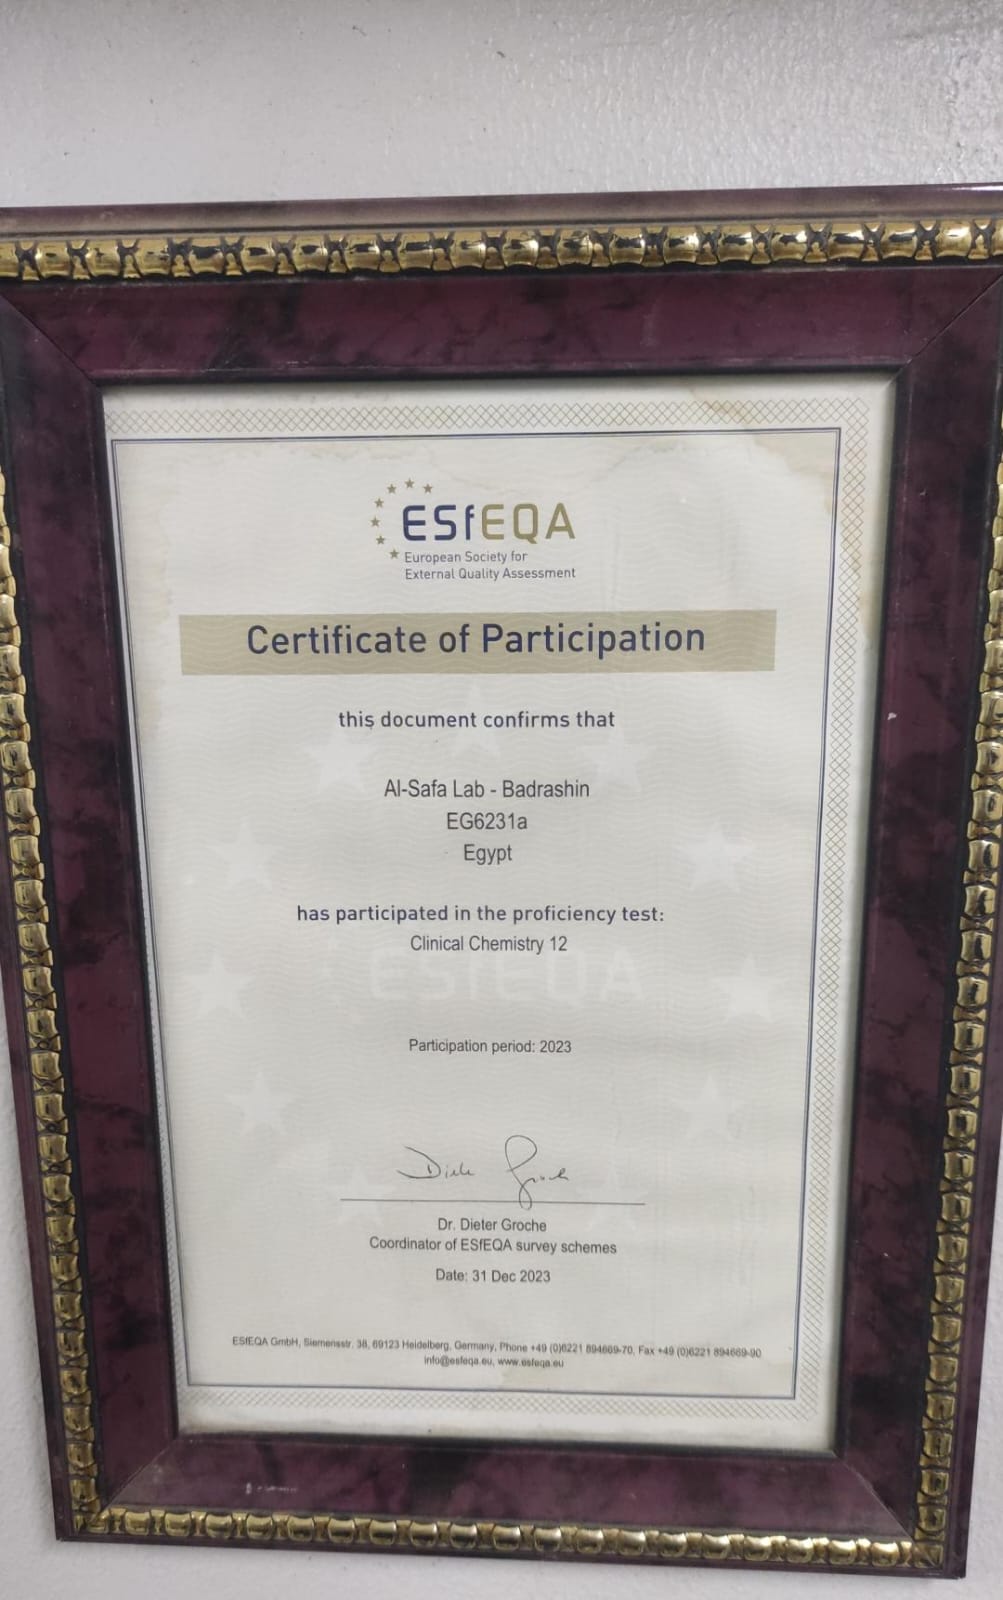 ESfEQA
European Society for
External Quality Assessment
Certificate of Participation
this document confirms that
Al-Safa Lab - Badrashin
EG6231a
Egypt
has participated in the proficiency test:
Clinical Chemistry 12
ESfEQA
Participation period: 2023
Dieter Groche
Dr. Dieter Groche
Coordinator of ESfEQA survey schemes
Date: 31 Dec 2023
ESfEQA GmbH, Siemensstr. 38, 69123 Heidelberg, Germany, Phone +49 (0)6221 894669-70, Fax +49 (0)6221 894669-90
info@esfeqa.eu, www.esfeqa.eu